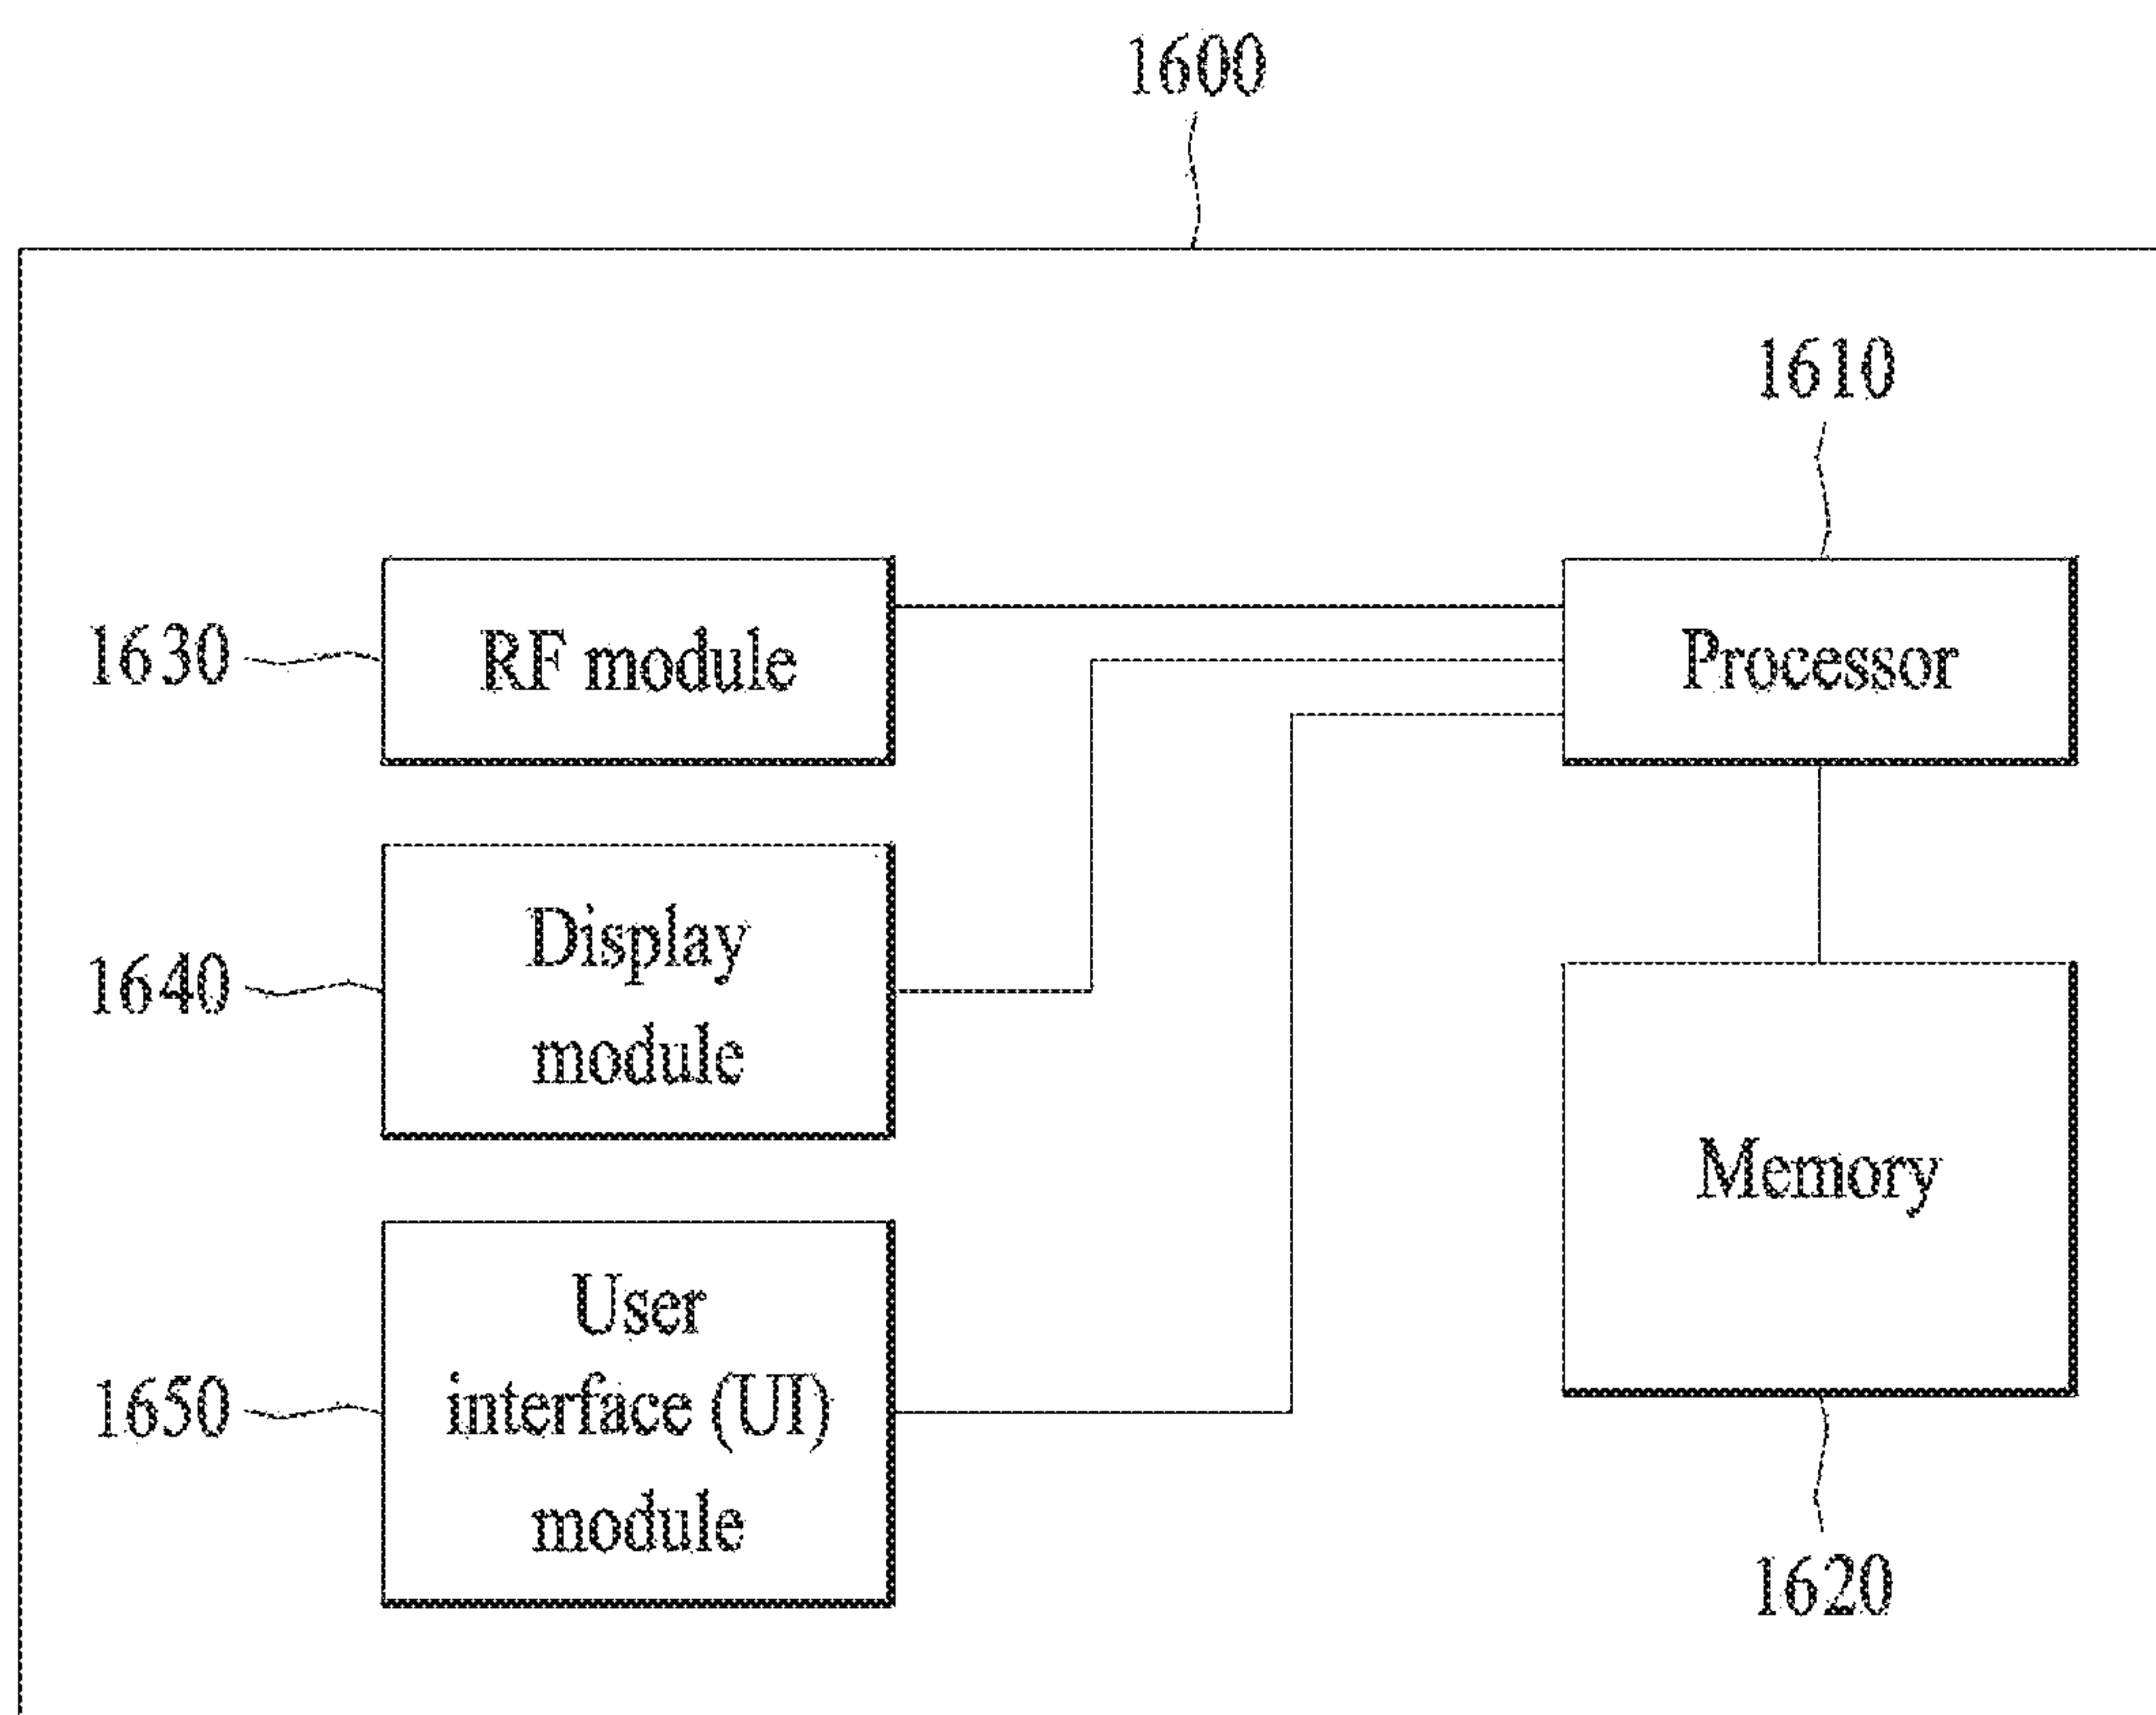 1600
1610
1630
RF module
Processor
1640
Display
module
Memory
1650
User
interface (UI)
module
1620